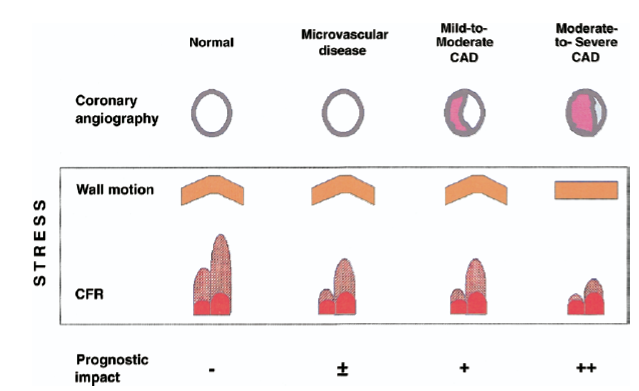 Normal
Microvascular
disease
Mild-to-
Moderate
CAD
Moderate-
to- Severe
CAD
Coronary
angiography
STRESS
Wall motion
CFR
Prognostic
impact
- ± + ++